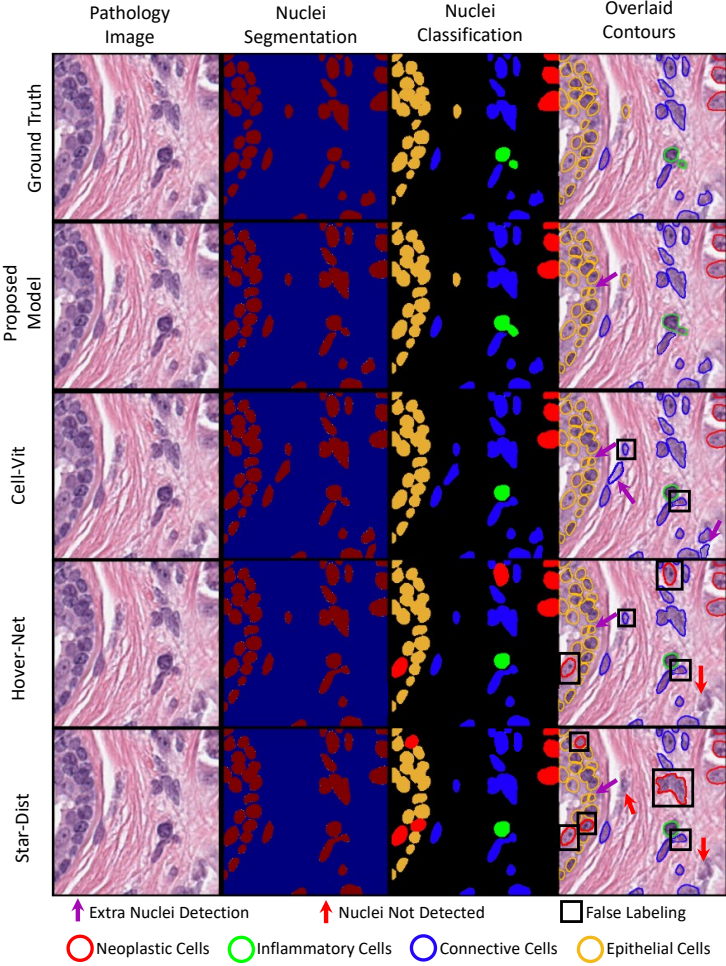 Pathology Image
Nuclei Segmentation
Nuclei Classification
Overlaid Contours
Ground Truth
Proposed Model
Cell-Vit
Hover-Net
Star-Dist
Extra Nuclei Detection
Nuclei Not Detected
False Labeling
Neoplastic Cells
Inflammatory Cells
Connective Cells
Epithelial Cells